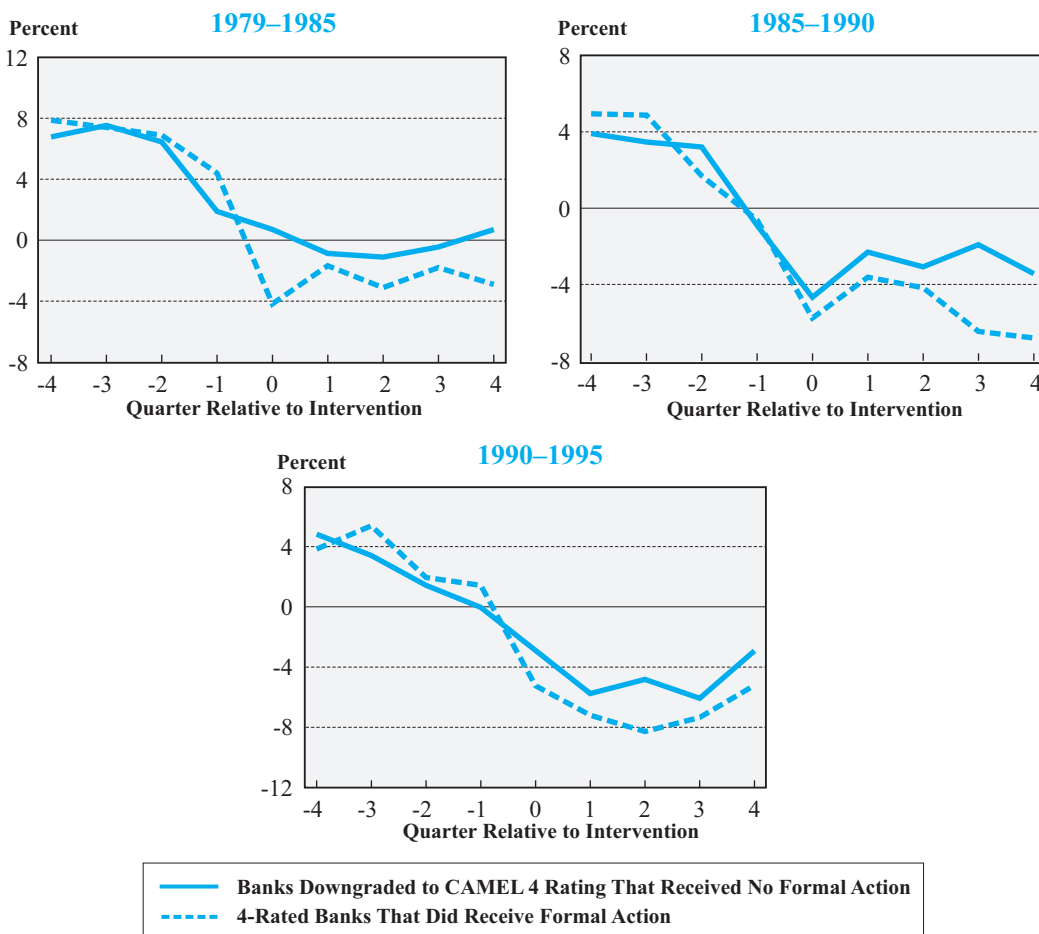 1979–1985
Percent
12
8
4
0
-4
-8
-4 -3 -2 -1 0 1 2 3 4
Quarter Relative to Intervention
1985–1990
Percent
8
4
0
-4
-8
-4 -3 -2 -1 0 1 2 3 4
Quarter Relative to Intervention
1990–1995
Percent
8
4
0
-4
-8
-12
-4 -3 -2 -1 0 1 2 3 4
Quarter Relative to Intervention
Banks Downgraded to CAMEL 4 Rating That Received No Formal Action
4-Rated Banks That Did Receive Formal Action